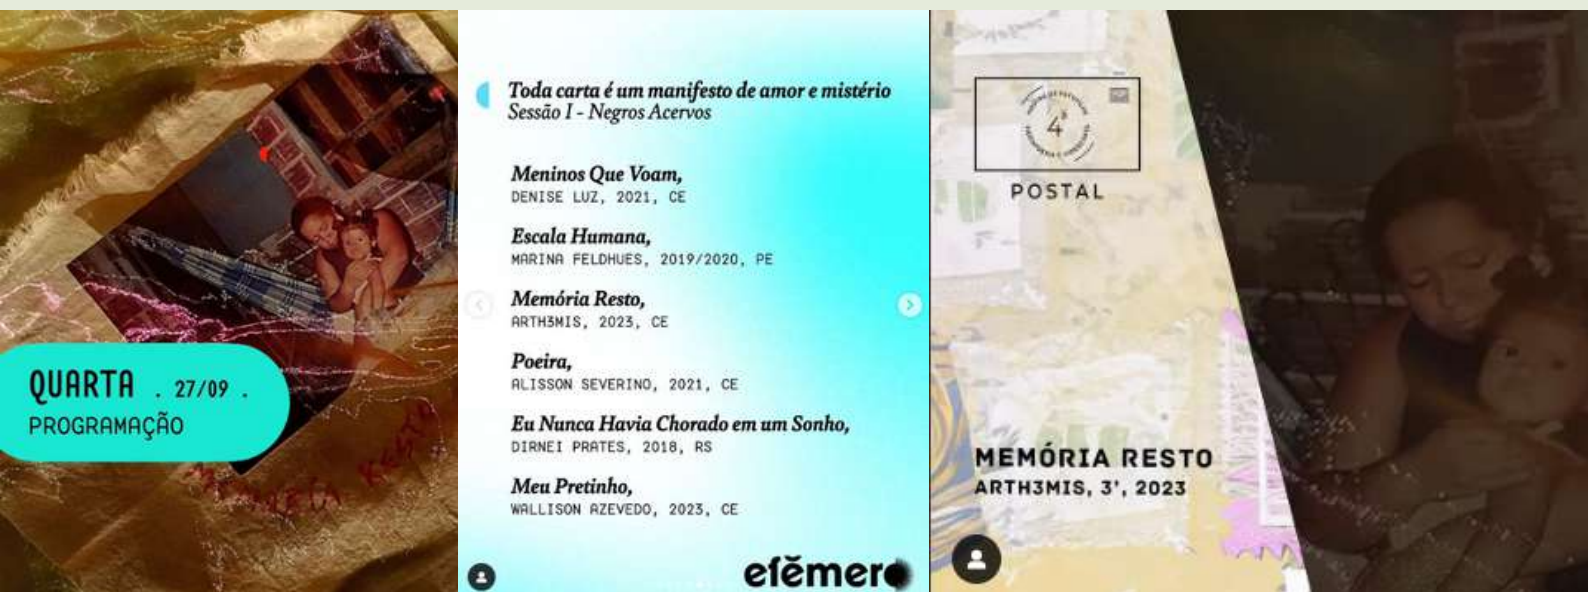 QUARTA . 27/09 .
PROGRAMAÇÃO
MEMÓRIA RESTO
Toda carta é um manifesto de amor e mistério
Sessão I - Negros Acervos
Meninos Que Voam,
DENISE LUZ, 2021, CE
Escala Humana,
MARINA FELDHUES, 2019/2020, PE
Memória Resto,
ARTH3MIS, 2023, CE
Poeira,
ALISSON SEVERINO, 2021, CE
Eu Nunca Havia Chorado em um Sonho,
DIRNEI PRATES, 2018, RS
Meu Pretinho,
WALLISON AZEVEDO, 2023, CE
efêmero
4ª
POSTAL
MEMÓRIA RESTO
ARTH3MIS, 3', 2023